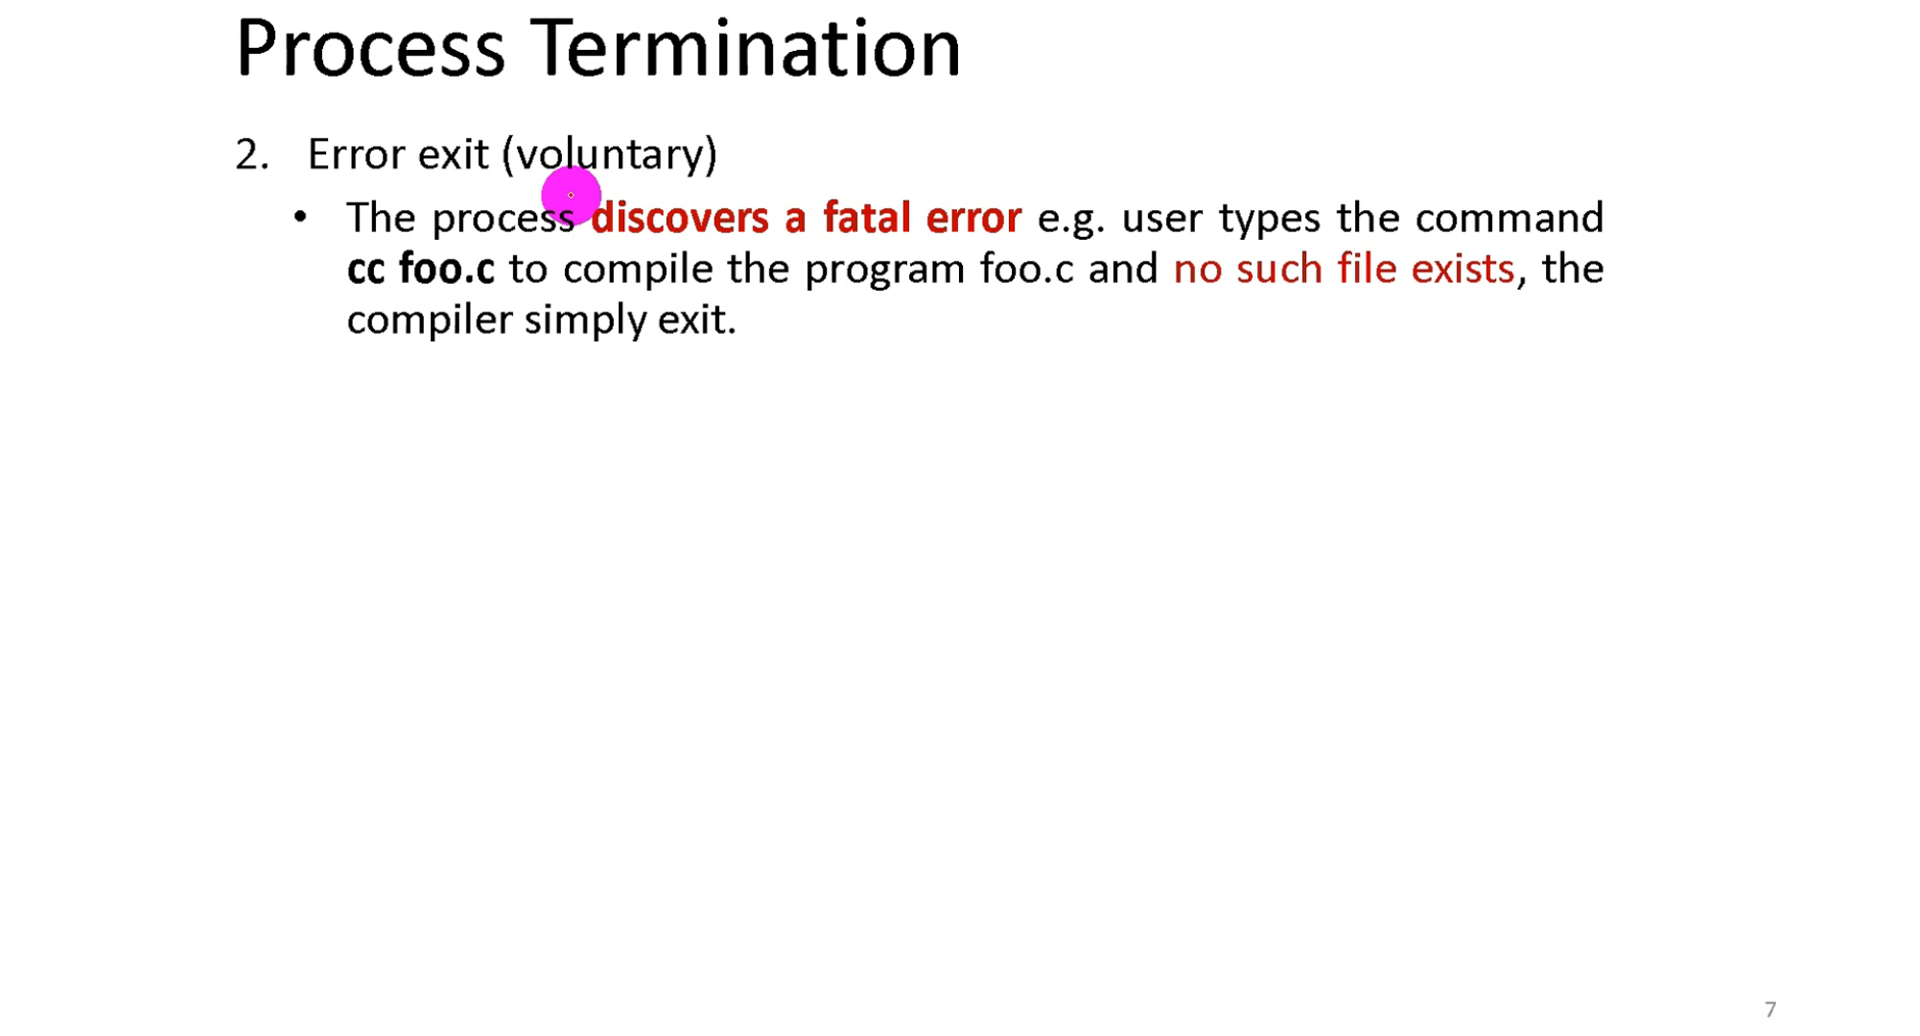 Process Termination
2. Error exit (voluntary)
• The process discovers a fatal error e.g. user types the command
cc foo.c to compile the program foo.c and no such file exists, the
compiler simply exit.
7